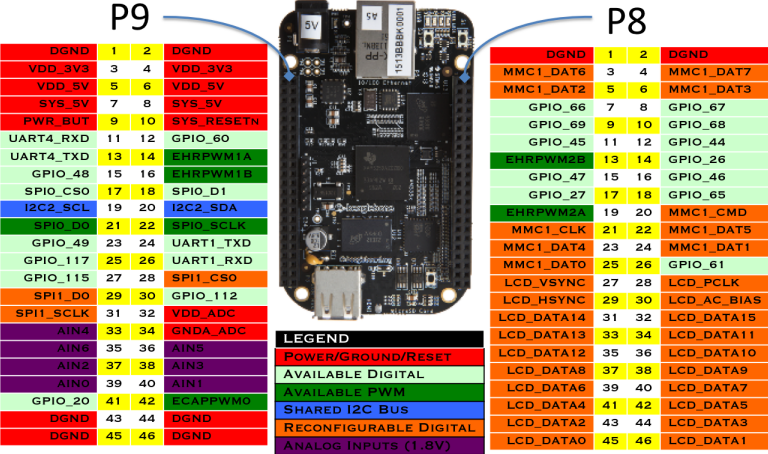 P9
P8
DGND 1 2 DGND
VDD_3V3 3 4 VDD_3V3
VDD_5V 5 6 VDD_5V
SYS_5V 7 8 SYS_5V
PWR_BUT 9 10 SYS_RESETN
UART4_RXD 11 12 GPIO_60
UART4_TXD 13 14 EHRPWM1A
GPIO_48 15 16 EHRPWM1B
SPI0_CS0 17 18 SPI0_D1
I2C2_SCL 19 20 I2C2_SDA
SPI0_D0 21 22 SPI0_SCLK
GPIO_49 23 24 UART1_TXD
GPIO_117 25 26 UART1_RXD
GPIO_115 27 28 SPI1_CS0
SPI1_D0 29 30 GPIO_112
SPI1_SCLK 31 32 VDD_ADC
AIN4 33 34 GNDA_ADC
AIN6 35 36 AIN5
AIN2 37 38 AIN3
AIN0 39 40 AIN1
GPIO_20 41 42 ECAPPWM0
DGND 43 44 DGND
DGND 45 46 DGND
5V
A5
1513BBBK0001
10/100 Ethernet
beaglebone
MicroSD Card
LEGEND
POWER/GROUND/RESET
AVAILABLE DIGITAL
AVAILABLE PWM
SHARED I2C BUS
RECONFIGURABLE DIGITAL
ANALOG INPUTS (1.8V)
DGND 1 2 DGND
MMC1_DAT6 3 4 MMC1_DAT7
MMC1_DAT2 5 6 MMC1_DAT3
GPIO_66 7 8 GPIO_67
GPIO_69 9 10 GPIO_68
GPIO_45 11 12 GPIO_44
EHRPWM2B 13 14 GPIO_26
GPIO_47 15 16 GPIO_46
GPIO_27 17 18 GPIO_65
EHRPWM2A 19 20 MMC1_CMD
MMC1_CLK 21 22 MMC1_DAT5
MMC1_DAT4 23 24 MMC1_DAT1
MMC1_DAT0 25 26 GPIO_61
LCD_VSYNC 27 28 LCD_PCLK
LCD_HSYNC 29 30 LCD_AC_BIAS
LCD_DATA14 31 32 LCD_DATA15
LCD_DATA13 33 34 LCD_DATA11
LCD_DATA12 35 36 LCD_DATA10
LCD_DATA8 37 38 LCD_DATA9
LCD_DATA6 39 40 LCD_DATA7
LCD_DATA4 41 42 LCD_DATA5
LCD_DATA2 43 44 LCD_DATA3
LCD_DATA0 45 46 LCD_DATA1